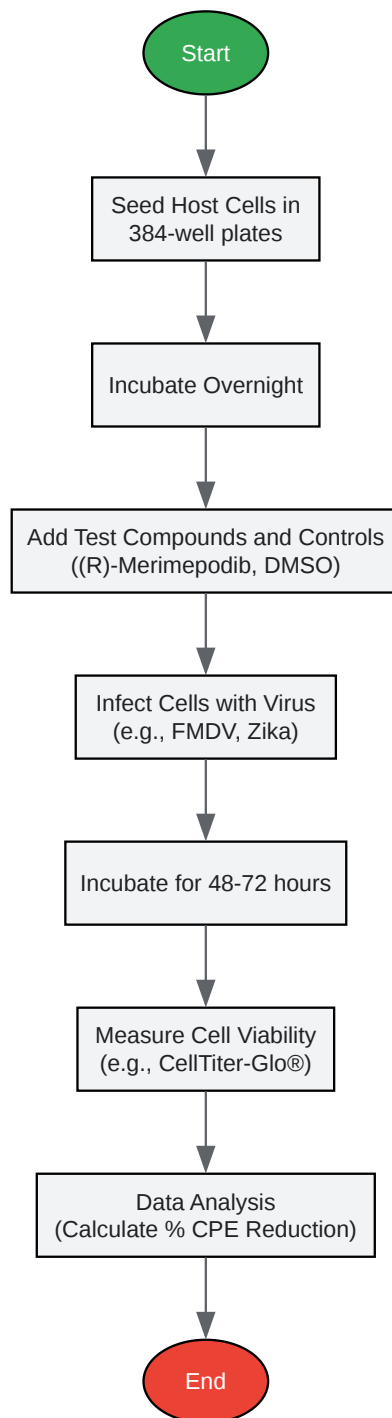 Start
Seed Host Cells in
384-well plates
Incubate Overnight
Add Test Compounds and Controls
((R)-Merimepodib, DMSO)
Infect Cells with Virus
(e.g., FMDV, Zika)
Incubate for 48-72 hours
Measure Cell Viability
(e.g., CellTiter-Glo®)
Data Analysis
(Calculate % CPE Reduction)
End